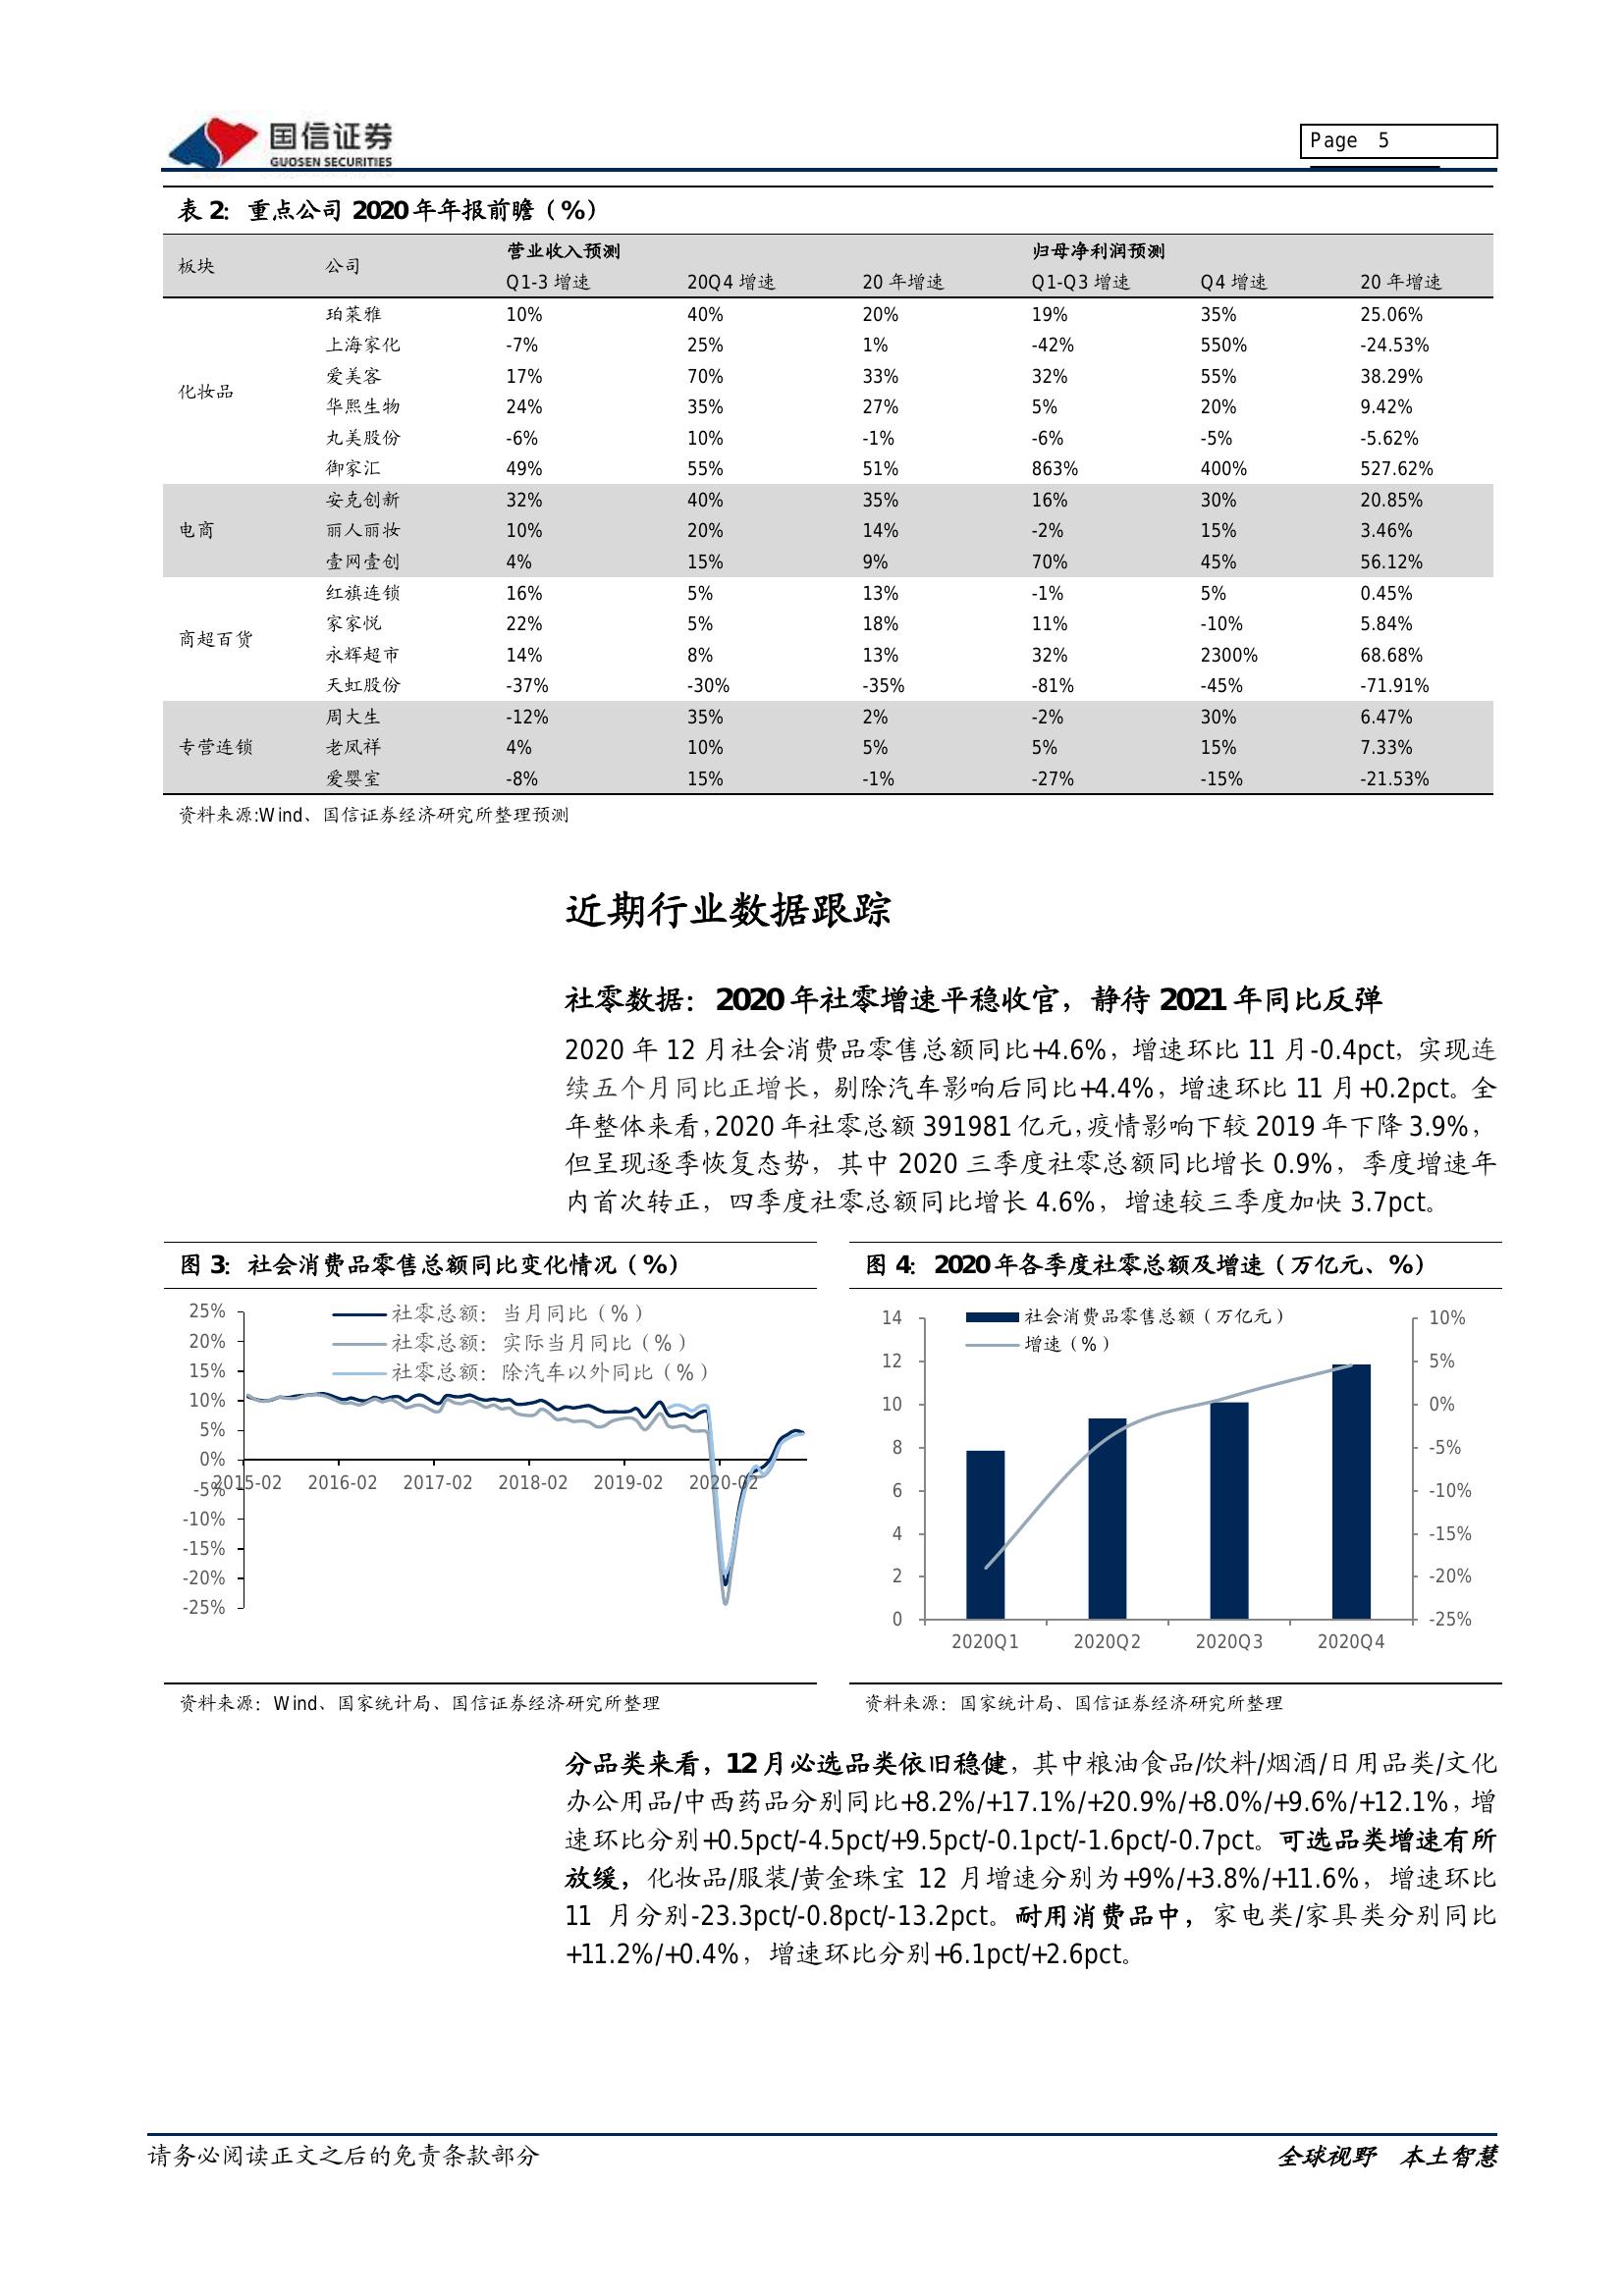 国信证券
GUOSEN SECURITIES
Page 5
表 2：重点公司 2020 年年报前瞻（%）
板块 公司 营业收入预测 归母净利润预测
Q1-3 增速 20Q4 增速 20 年增速 Q1-Q3 增速 Q4 增速 20 年增速
化妆品
珀莱雅 10% 40% 20% 19% 35% 25.06%
上海家化 -7% 25% 1% -42% 550% -24.53%
爱美客 17% 70% 33% 32% 55% 38.29%
华熙生物 24% 35% 27% 5% 20% 9.42%
丸美股份 -6% 10% -1% -6% -5% -5.62%
御家汇 49% 55% 51% 863% 400% 527.62%
电商
安克创新 32% 40% 35% 16% 30% 20.85%
丽人丽妆 10% 20% 14% -2% 15% 3.46%
壹网壹创 4% 15% 9% 70% 45% 56.12%
商超百货
红旗连锁 16% 5% 13% -1% 5% 0.45%
家家悦 22% 5% 18% 11% -10% 5.84%
永辉超市 14% 8% 13% 32% 2300% 68.68%
天虹股份 -37% -30% -35% -81% -45% -71.91%
专营连锁
周大生 -12% 35% 2% -2% 30% 6.47%
老凤祥 4% 10% 5% 5% 15% 7.33%
爱婴室 -8% 15% -1% -27% -15% -21.53%
资料来源:Wind、国信证券经济研究所整理预测
近期行业数据跟踪
社零数据：2020 年社零增速平稳收官，静待 2021 年同比反弹
2020 年 12 月社会消费品零售总额同比+4.6%，增速环比 11 月-0.4pct，实现连
续五个月同比正增长，剔除汽车影响后同比+4.4%，增速环比 11 月+0.2pct。全
年整体来看，2020 年社零总额 391981 亿元，疫情影响下较 2019 年下降 3.9%，
但呈现逐季恢复态势，其中 2020 三季度社零总额同比增长 0.9%，季度增速年
内首次转正，四季度社零总额同比增长 4.6%，增速较三季度加快 3.7pct。
图 3：社会消费品零售总额同比变化情况（%）
社零总额：当月同比（%）
社零总额：实际当月同比（%）
社零总额：除汽车以外同比（%）
25%
20%
15%
10%
5%
0%
-5%
-10%
-15%
-20%
-25%
2015-02 2016-02 2017-02 2018-02 2019-02 2020-02
资料来源：Wind、国家统计局、国信证券经济研究所整理
图 4：2020 年各季度社零总额及增速（万亿元、%）
社会消费品零售总额（万亿元）
增速（%）
14
12
10
8
6
4
2
0
10%
5%
0%
-5%
-10%
-15%
-20%
-25%
2020Q1 2020Q2 2020Q3 2020Q4
资料来源：国家统计局、国信证券经济研究所整理
分品类来看，12 月必选品类依旧稳健，其中粮油食品/饮料/烟酒/日用品类/文化
办公用品/中西药品分别同比+8.2%/+17.1%/+20.9%/+8.0%/+9.6%/+12.1%，增
速环比分别+0.5pct/-4.5pct/+9.5pct/-0.1pct/-1.6pct/-0.7pct。可选品类增速有所
放缓，化妆品/服装/黄金珠宝 12 月增速分别为+9%/+3.8%/+11.6%，增速环比
11 月分别-23.3pct/-0.8pct/-13.2pct。耐用消费品中，家电类/家具类分别同比
+11.2%/+0.4%，增速环比分别+6.1pct/+2.6pct。
请务必阅读正文之后的免责条款部分
全球视野 本土智慧